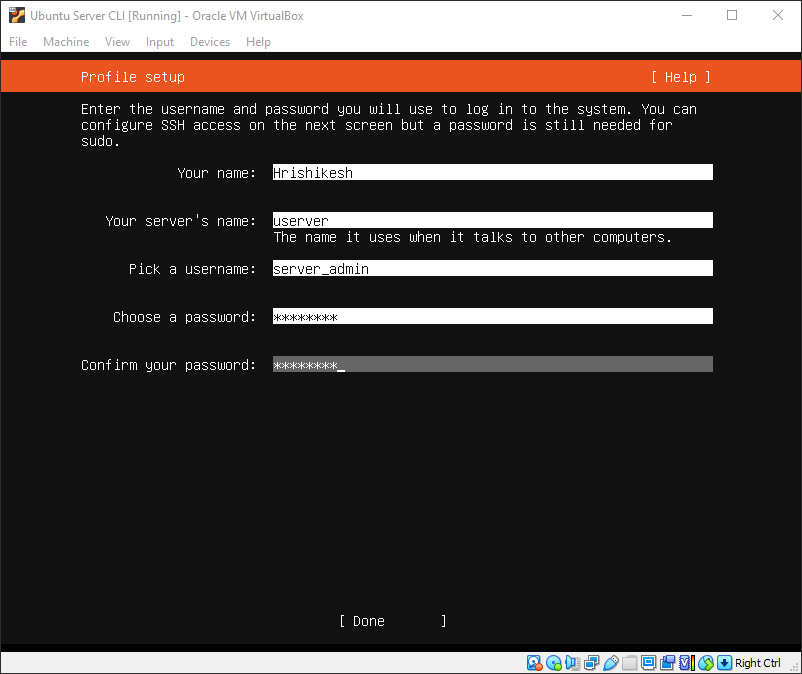 Ubuntu Server CLI [Running] - Oracle VM VirtualBox
File Machine View Input Devices Help
Profile setup [ Help ]
Enter the username and password you will use to log in to the system. You can
configure SSH access on the next screen but a password is still needed for
sudo.
Your name: Hrishikesh
Your server's name: userver
The name it uses when it talks to other computers.
Pick a username: server_admin
Choose a password: ********
Confirm your password: ********_
[ Done ]
Right Ctrl